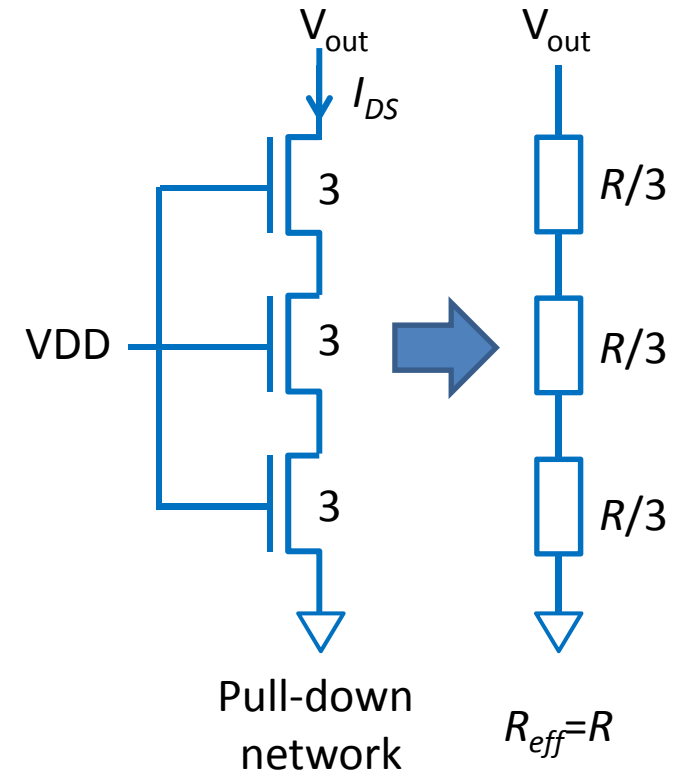 Vout Vout
IDS
3 R/3
VDD 3 R/3
3 R/3
Pull-down
network
Reff=R